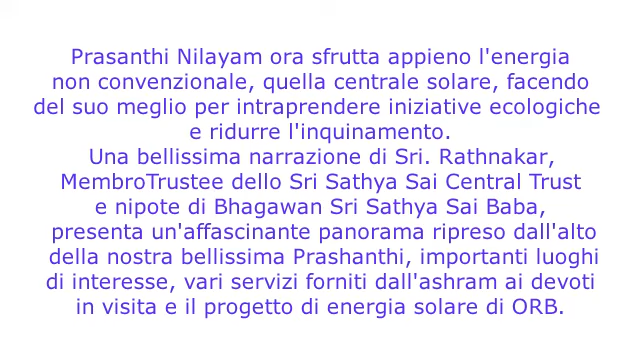 Prasanthi Nilayam ora sfrutta appieno l'energia
non convenzionale, quella centrale solare, facendo
del suo meglio per intraprendere iniziative ecologiche
e ridurre l'inquinamento.
Una bellissima narrazione di Sri. Rathnakar,
MembroTrustee dello Sri Sathya Sai Central Trust
e nipote di Bhagawan Sri Sathya Sai Baba,
presenta un'affascinante panorama ripreso dall'alto
della nostra bellissima Prashanthi, importanti luoghi
di interesse, vari servizi forniti dall'ashram ai devoti
in visita e il progetto di energia solare di ORB.